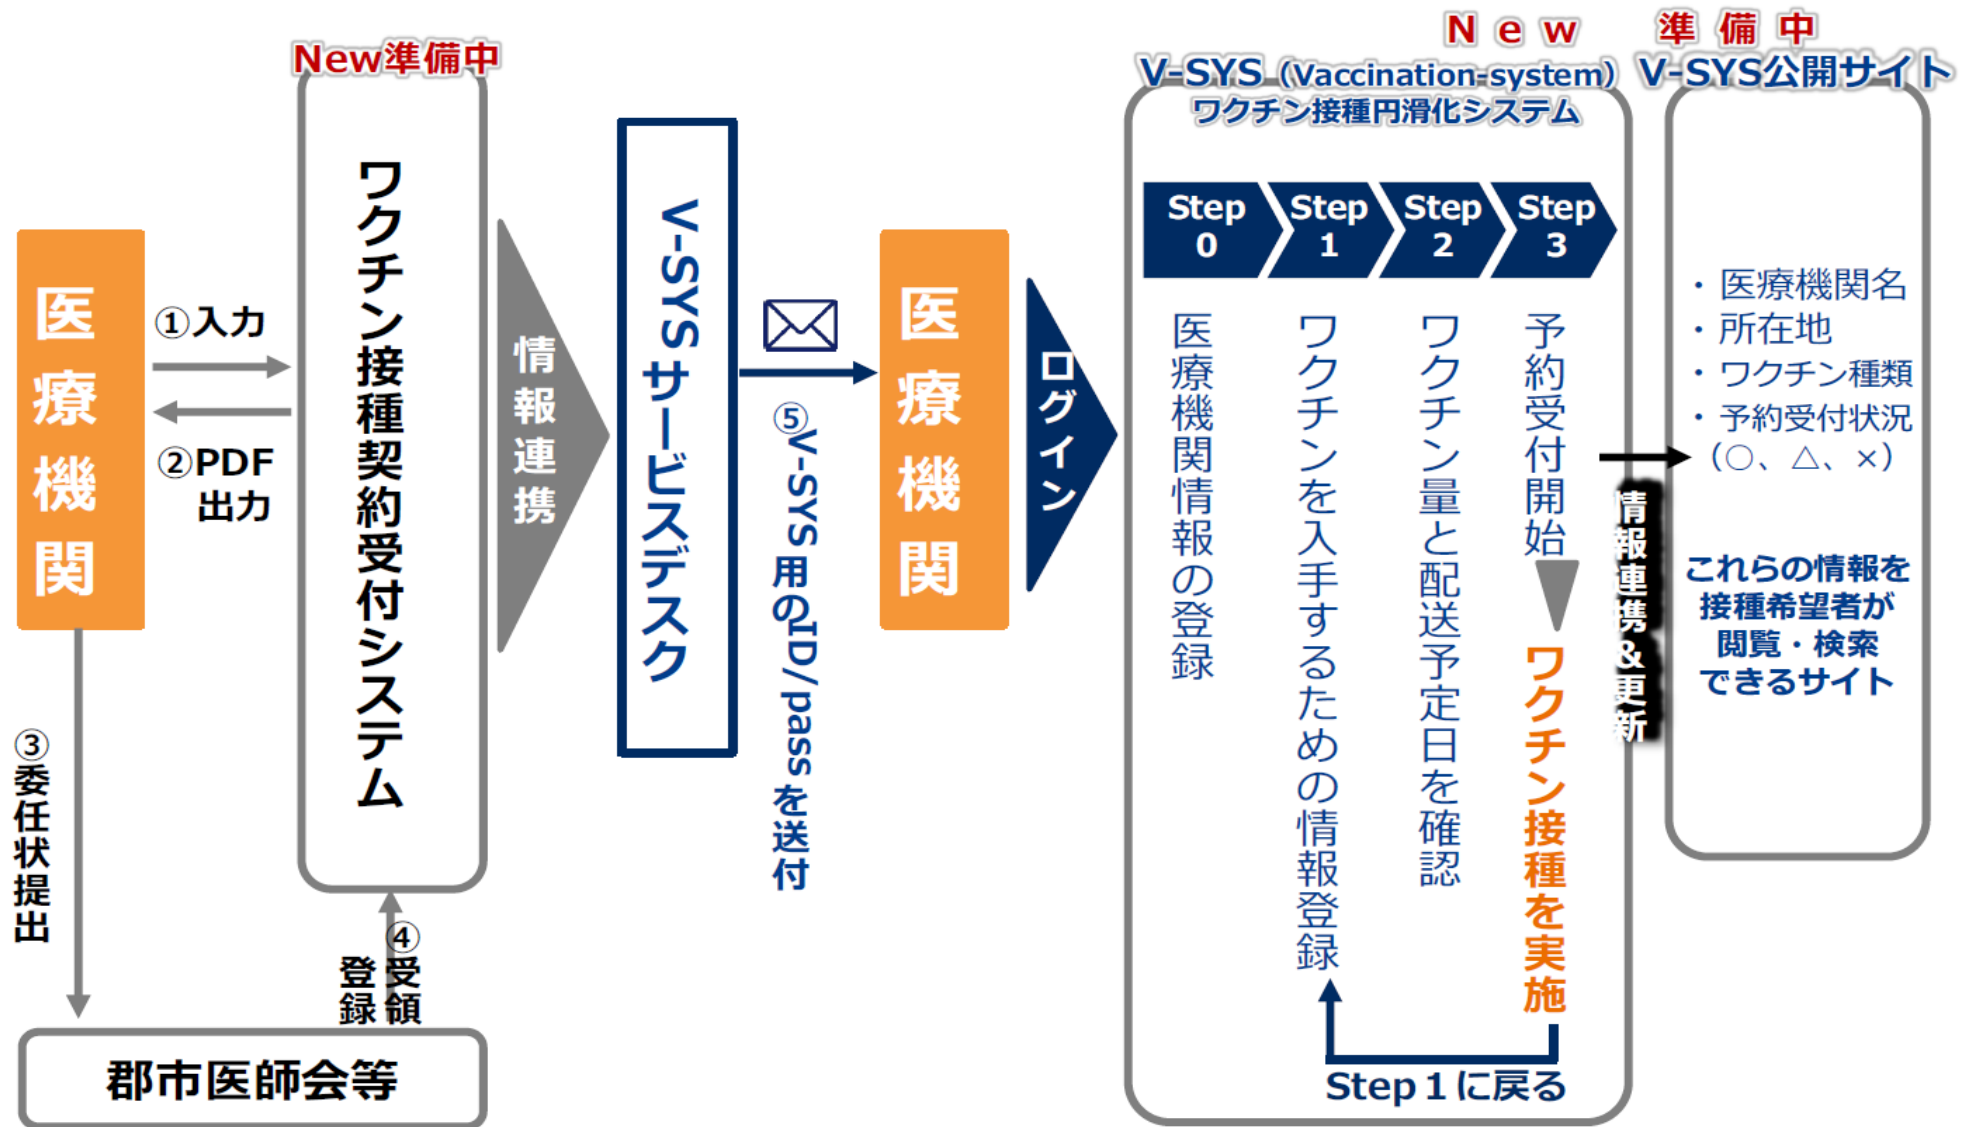 New準備中
ワクチン接種契約受付システム
医療機関
①入力
②PDF
出力
③委任状提出
郡市医師会等
④受領
登録
情報連携
V-SYSサービスデスク
⑤V-SYS用のID/passを送付
医療機関
ログイン
New 準備中
V-SYS（Vaccination-system）
ワクチン接種円滑化システム
Step
0
Step
1
Step
2
Step
3
医療機関情報の登録
ワクチンを入手するための情報登録
ワクチン量と配送予定日を確認
予約受付開始
ワクチン接種を実施
Step１に戻る
情報連携&更新
V-SYS公開サイト
・医療機関名
・所在地
・ワクチン種類
・予約受付状況
（○、△、×）
これらの情報を
接種希望者が
閲覧・検索
できるサイト